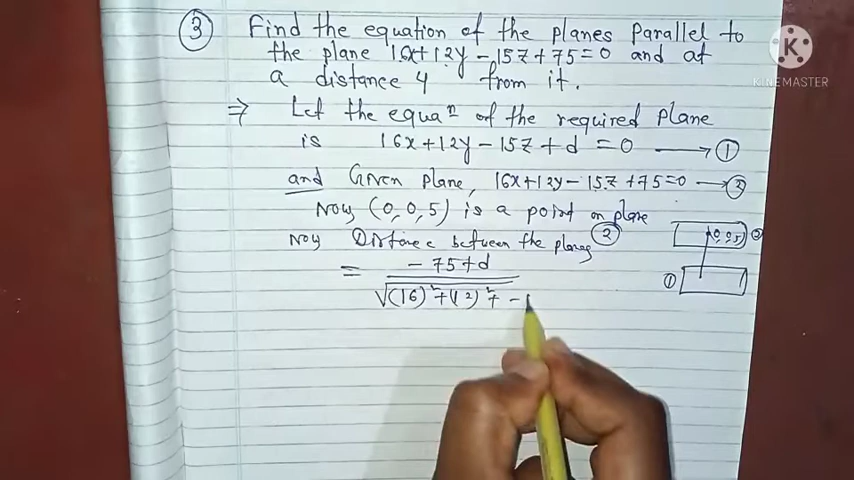 ③ Find the equation of the planes parallel to
the plane 16x+12y-15z+75=0 and at
a distance 4 from it.
⇒ Let the equaⁿ of the required plane
is 16x+12y-15z+d=0 → ①
and Given plane, 16x+12y-15z+75=0 → ②
Now (0,0,5) is a point on plane ②
Now Distance between the planes
= -75+d
√(16)²+(12)²+-
(0,0,5) ②
①
K
KINEMASTER